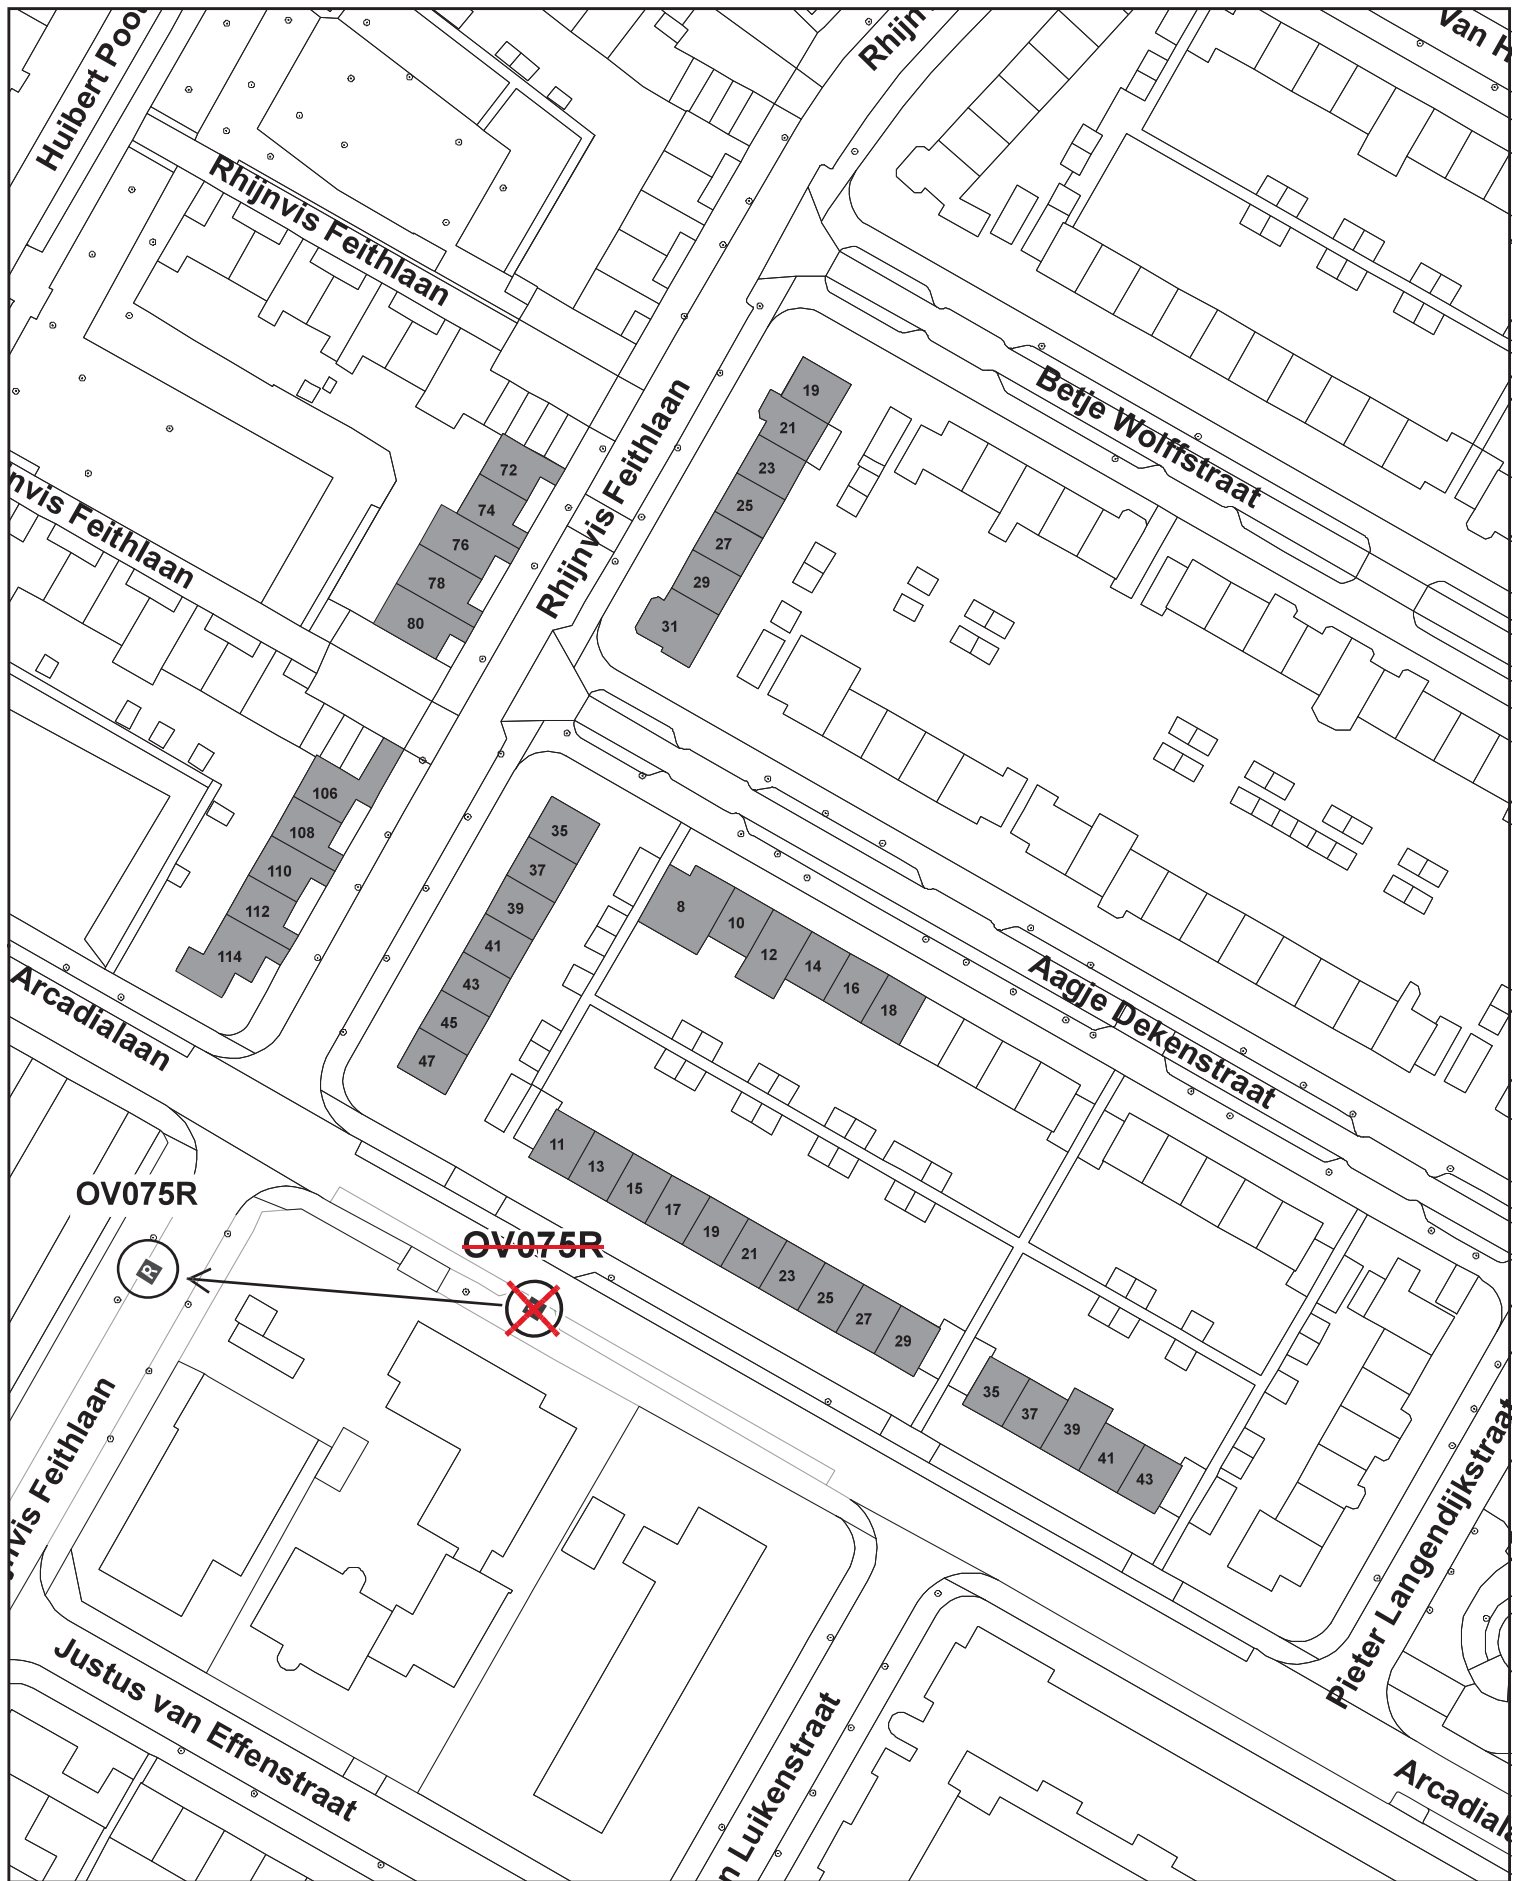 Huibert Poo
Rhijn
Van H
Rhijnvis Feithlaan
Betje Wolffstraat
Rhijnvis Feithlaan
nvis Feithlaan
19
21
23
25
27
29
31
72
74
76
78
80
106
108
110
112
114
35
37
39
41
43
45
47
8
10
12
14
16
18
Aagje Dekenstraat
Arcadialaan
11
13
15
17
19
21
23
25
27
29
35
37
39
41
43
OV075R
OV075R
R
nvis Feithlaan
Pieter Langendijkstraat
Justus van Effenstraat
n Luikenstraat
Arcadiala